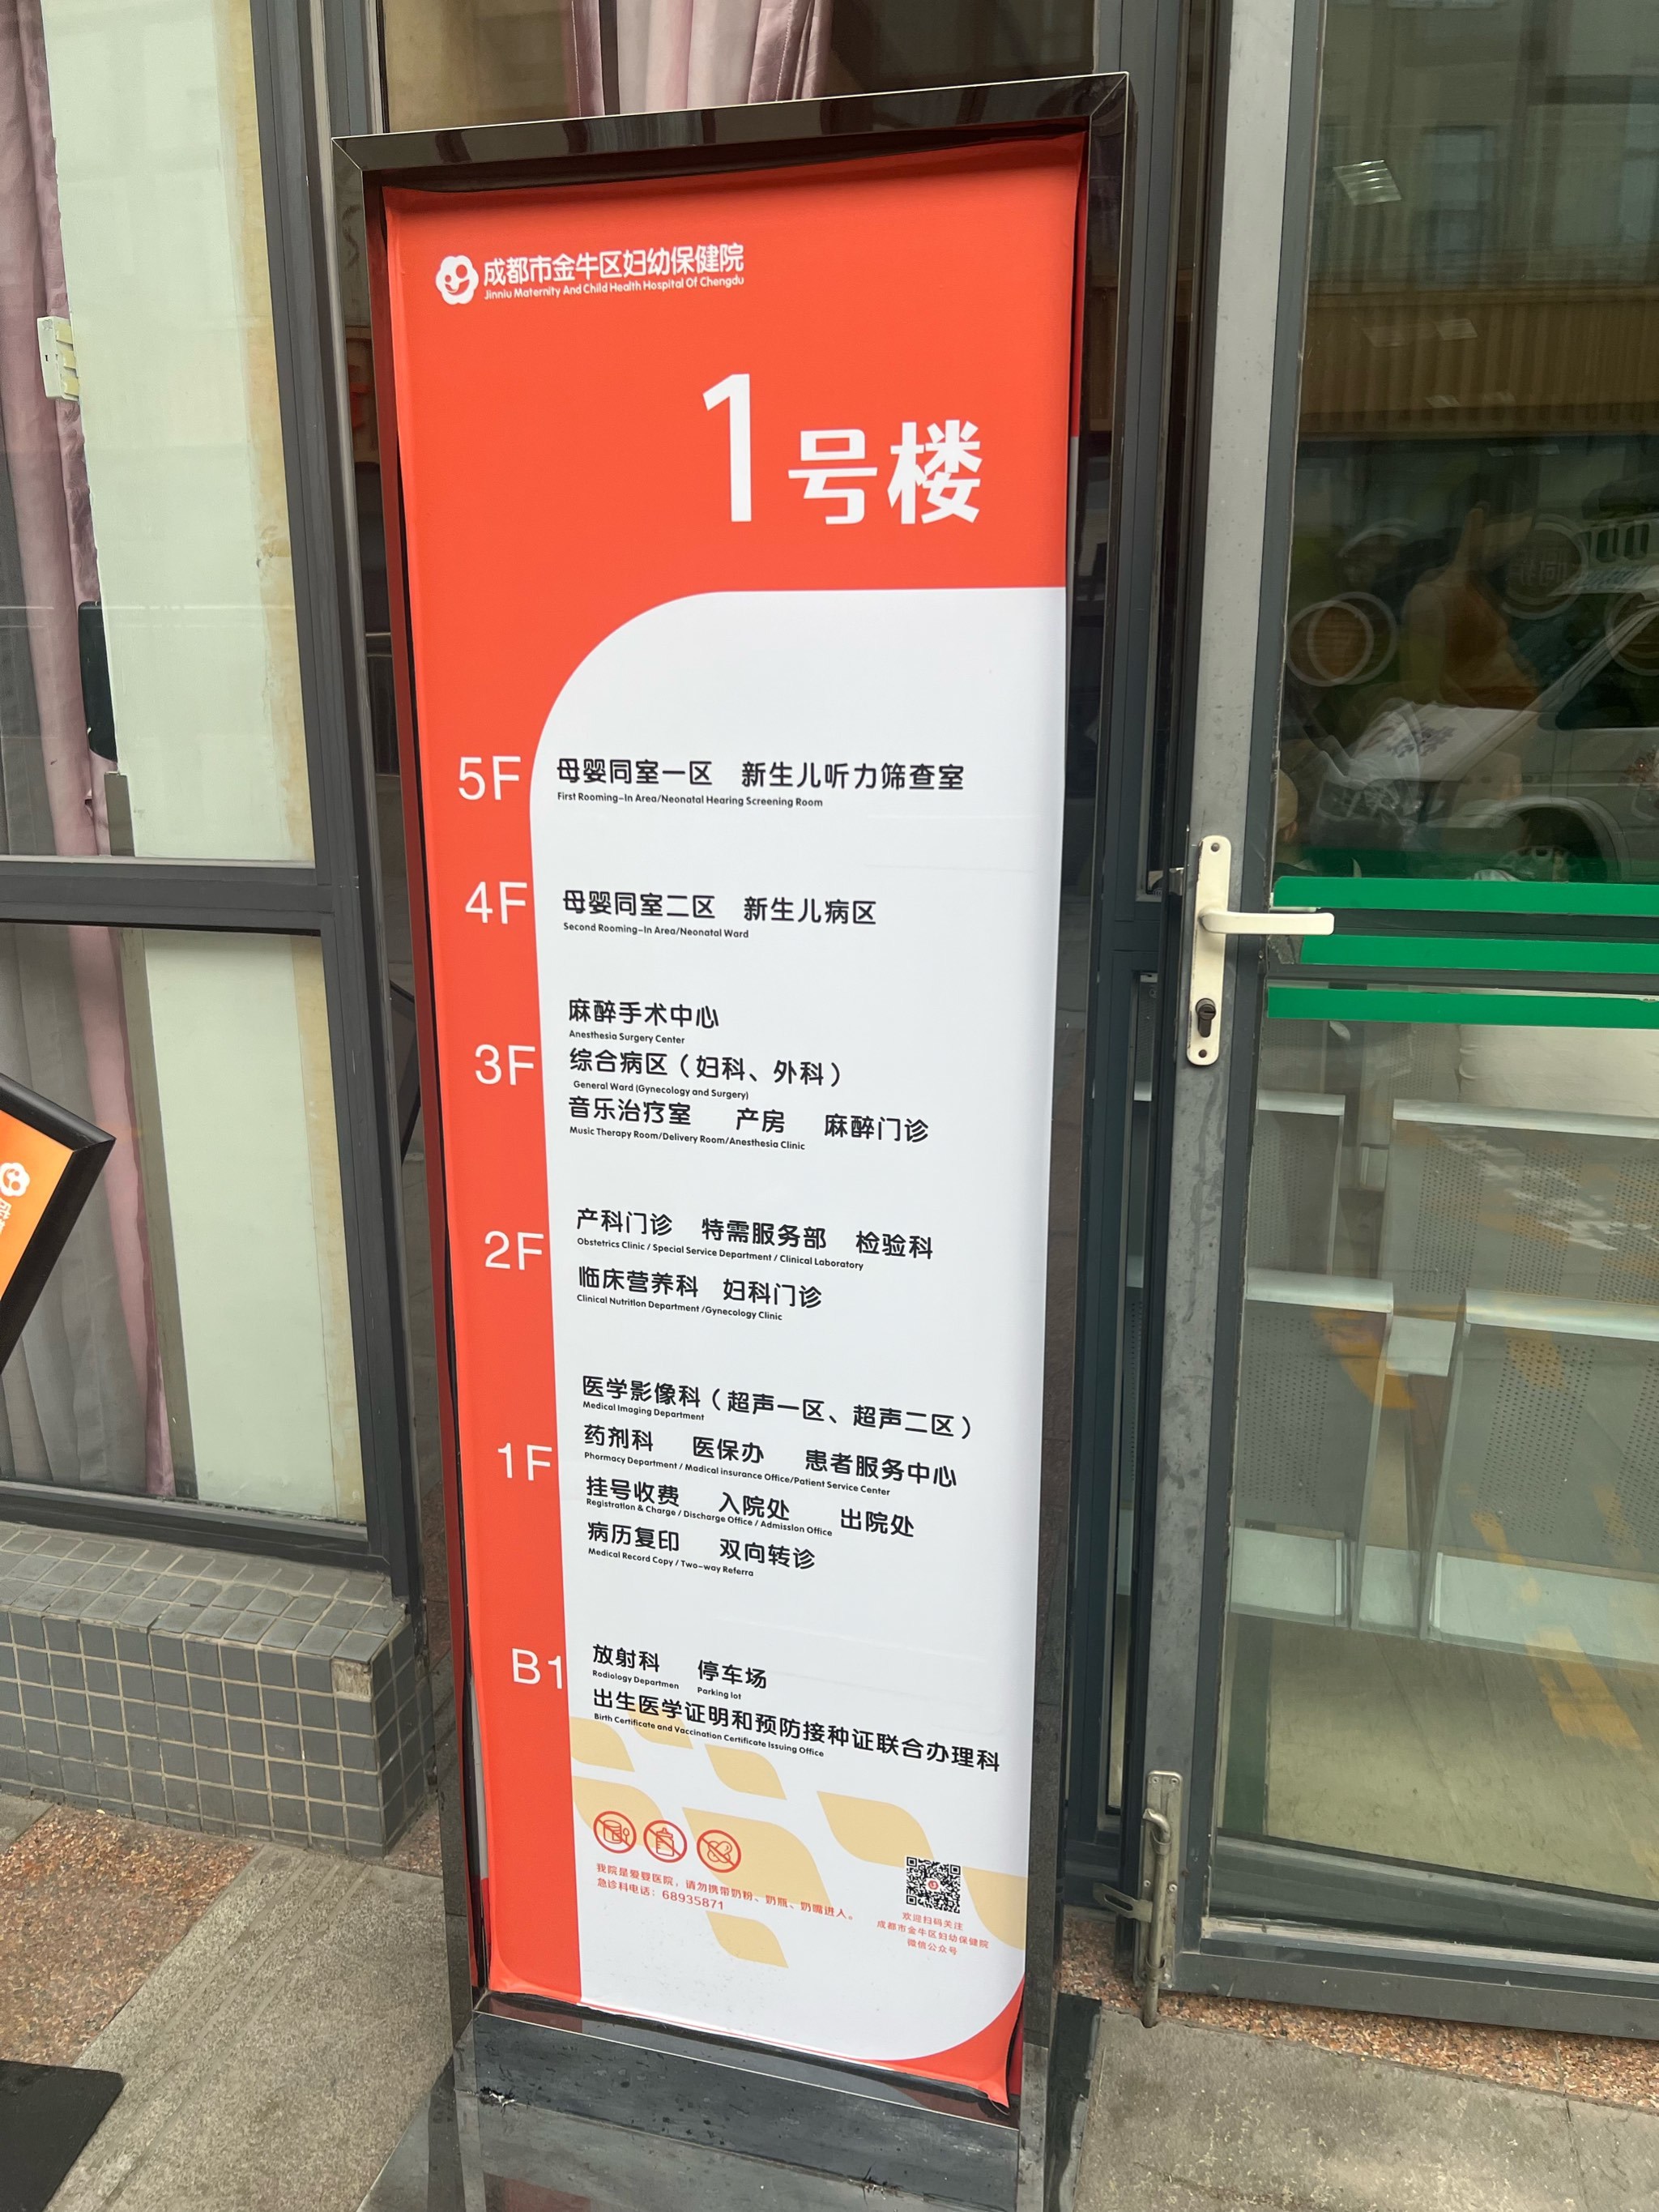 成都市金牛区妇幼保健院
Jinniu Maternity And Child Health Hospital Of Chengdu
1号楼
5F
母婴同室一区 新生儿听力筛查室
First Rooming-In Area/Neonatal Hearing Screening Room
4F
母婴同室二区 新生儿病区
Second Rooming-In Area/Neonatal Ward
3F
麻醉手术中心
Anesthesia Surgery Center
综合病区（妇科、外科）
General Ward (Gynecology and Surgery)
音乐治疗室 产房 麻醉门诊
Music Therapy Room/Delivery Room/Anesthesia Clinic
2F
产科门诊 特需服务部 检验科
Obstetrics Clinic / Special Service Department / Clinical Laboratory
临床营养科 妇科门诊
Clinical Nutrition Department /Gynecology Clinic
1F
医学影像科（超声一区、超声二区）
Medical Imaging Department
药剂科 医保办 患者服务中心
Pharmacy Department / Madical insurance Office/Patient Service Center
挂号收费 入院处 出院处
Registration & Charge / Discharge Office / Admission Office
病历复印 双向转诊
Medical Record Copy / Two-way Referra
B1
放射科 停车场
Rodiology Departmen Parking lot
出生医学证明和预防接种证联合办理科
Birth Certificate and Vaccination Certificate Issuing Office
我院是爱婴医院，请勿携带奶粉、奶瓶、奶嘴进入。
急诊科电话：68935871
欢迎扫码关注
成都市金牛区妇幼保健院
微信公众号